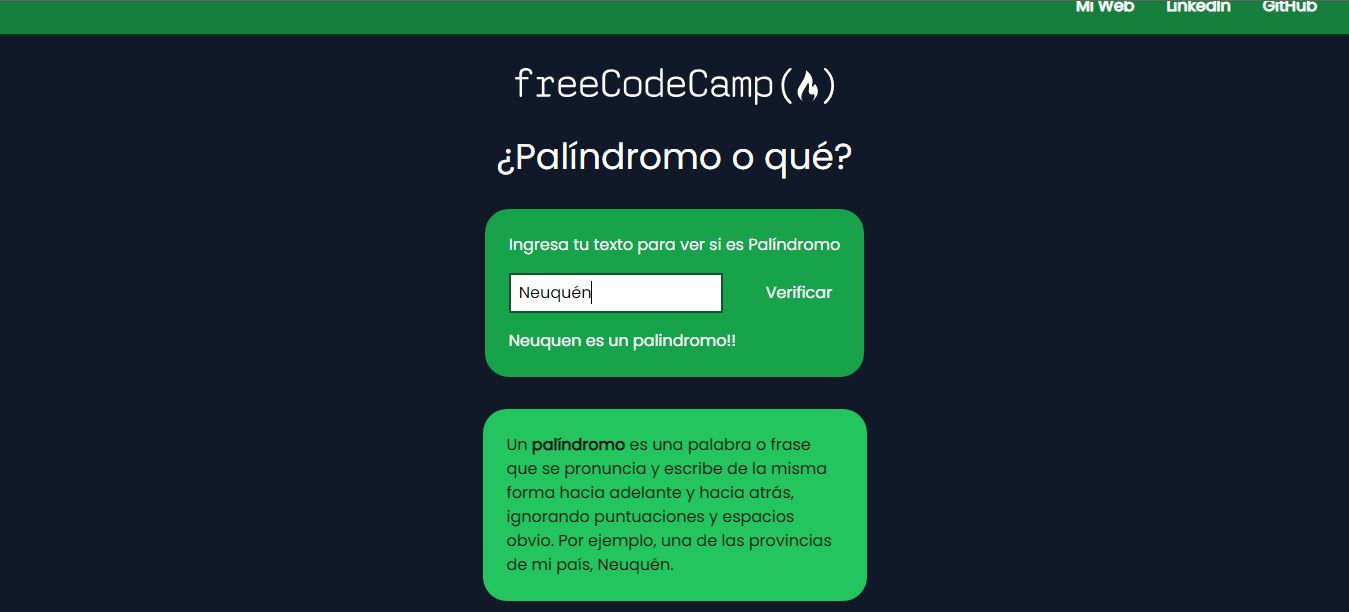 Mi Web LinkedIn GitHub
freeCodeCamp()
¿Palíndromo o qué?
Ingresa tu texto para ver si es Palíndromo
Neuquén Verificar
Neuquen es un palindromo!!
Un palíndromo es una palabra o frase
que se pronuncia y escribe de la misma
forma hacia adelante y hacia atrás,
ignorando puntuaciones y espacios
obvio. Por ejemplo, una de las provincias
de mi país, Neuquén.